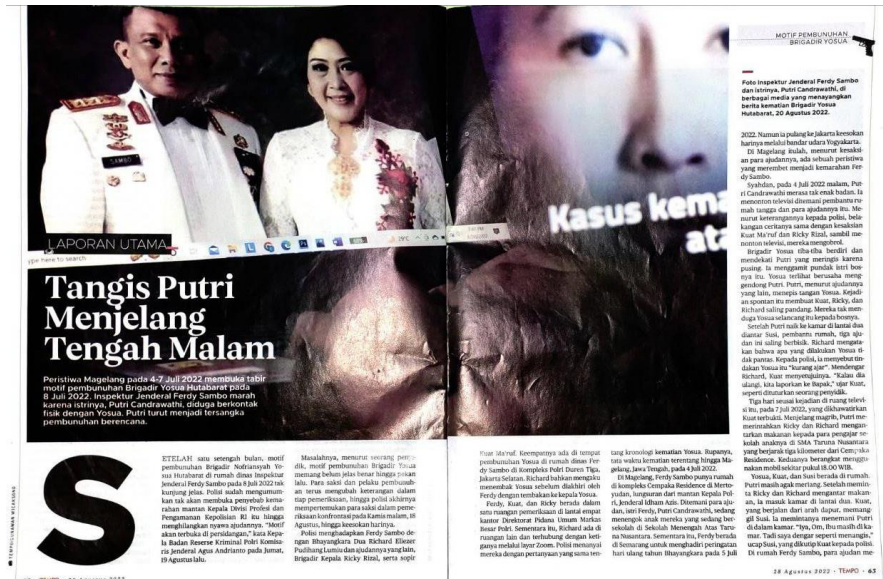 SAMBO
LAPORAN UTAMA
ype here to search
Tangis Putri
Menjelang
Tengah Malam
Peristiwa Magelang pada 4-7 Juli 2022 membuka tabir
motif pembunuhan Brigadir Yosua Hutabarat pada
8 Juli 2022. Inspektur Jenderal Ferdy Sambo marah
karena istrinya, Putri Candrawathi, diduga berkontak
fisik dengan Yosua. Putri turut menjadi tersangka
pembunuhan berencana.
SETELAH satu setengah bulan, motif
pembunuhan Brigadir Nofriansyah Yo-
sua Hutabarat di rumah dinas Inspektur
Jenderal Ferdy Sambo pada 8 Juli 2022 tak
kunjung jelas. Polisi sudah mengumum-
kan tak akan membuka penyebab kema-
rahan mantan Kepala Divisi Profesi dan
Pengamanan Kepolisian RI itu hingga
menghilangkan nyawa ajudannya. "Motif
akan terbuka di persidangan," kata Kepa-
la Badan Reserse Kriminal Polri Komisa-
ris Jenderal Agus Andrianto pada Jumat,
19 Agustus lalu.
Masalahnya, menurut seorang penyi-
dik, motif pembunuhan Brigadir Yosua
memang belum jelas benar hingga pekan
lalu. Para saksi dan pelaku pembunuh-
an terus mengubah keterangan dalam
tiap pemeriksaan, hingga polisi akhirnya
mempertemukan para saksi dalam peme-
riksaan konfrontasi pada Kamis malam, 18
Agustus, hingga keesokan harinya.
Polisi menghadapkan Ferdy Sambo de-
ngan Bhayangkara Dua Richard Eliezer
Pudihang Lumiu dan ajudannya yang lain,
Brigadir Kepala Ricky Rizal, serta sopir
Kuat Ma'ruf. Keempatnya ada di tempat
pembunuhan Yosua di rumah dinas Fer-
dy Sambo di Kompleks Polri Duren Tiga,
Jakarta Selatan. Richard bahkan mengaku
menembak Yosua sebelum diakhiri oleh
Ferdy dengan tembakan ke kepala Yosua.
Ferdy, Kuat, dan Ricky berada dalam
satu ruangan pemeriksaan di lantai empat
kantor Direktorat Pidana Umum Markas
Besar Polri. Sementara itu, Richard ada di
ruangan lain dan terhubung dengan keti-
ganya melalui layar Zoom. Polisi menanyai
mereka dengan pertanyaan yang sama ten-
tang kronologi kematian Yosua. Rupanya,
tata waktu kematian terentang hingga Ma-
gelang, Jawa Tengah, pada 4 Juli 2022.
Di Magelang, Ferdy Sambo punya rumah
di kompleks Cempaka Residence di Merto-
yudan, lungsuran dari mantan Kepala Pol-
ri, Jenderal Idham Azis. Ditemani para aju-
dan, istri Ferdy, Putri Candrawathi, sedang
menengok anak mereka yang sedang ber-
sekolah di Sekolah Menengah Atas Taru-
na Nusantara. Sementara itu, Ferdy berada
di Semarang untuk menghadiri peringatan
hari ulang tahun Bhayangkara pada 5 Juli
Kasus kema
ata
MOTIF PEMBUNUHAN
BRIGADIR YOSUA
Foto Inspektur Jenderal Ferdy Sambo
dan istrinya, Putri Candrawathi, di
berbagai media yang menayangkan
berita kematian Brigadir Yosua
Hutabarat, 20 Agustus 2022.
2022. Namun ia pulang ke Jakarta keesokan
harinya melalui bandar udara Yogyakarta.
Di Magelang itulah, menurut kesaksi-
an para ajudannya, ada sebuah peristiwa
yang merembet menjadi kemarahan Fer-
dy Sambo.
Syahdan, pada 4 Juli 2022 malam, Put-
ri Candrawathi merasa tak enak badan. Ia
menonton televisi ditemani pembantu ru-
mah tangga dan para ajudannya itu. Me-
nurut keterangannya kepada polisi, bela-
kangan ceritanya sama dengan kesaksian
Kuat Ma'ruf dan Ricky Rizal, sambil me-
nonton televisi, mereka mengobrol.
Brigadir Yosua tiba-tiba berdiri dan
mendekati Putri yang meringis karena
pusing. Ia menggamit pundak istri bos-
nya itu. Yosua terlihat berusaha meng-
gendong Putri. Putri, menurut ajudannya
yang lain, menepis tangan Yosua. Kejadi-
an spontan itu membuat Kuat, Ricky, dan
Richard saling pandang. Mereka tak men-
duga Yosua selancang itu kepada bosnya.
Setelah Putri naik ke kamar di lantai dua
diantar Susi, pembantu rumah, tiga aju-
dan ini saling berbisik. Richard mengata-
kan bahwa apa yang dilakukan Yosua ti-
dak pantas. Kepada polisi, ia menyebut tin-
dakan Yosua itu "kurang ajar". Mendengar
Richard, Kuat menyetujuinya. "Kalau dia
ulangi, kita laporkan ke Bapak," ujar Kuat,
seperti dituturkan seorang penyidik.
Tiga hari seusai kejadian di ruang televi-
si itu, pada 7 Juli 2022, yang dikhawatirkan
Kuat terbukti. Menjelang magrib, Putri me-
merintahkan Ricky dan Richard mengan-
tarkan makanan kepada para pengajar se-
kolah anaknya di SMA Taruna Nusantara
yang berjarak tiga kilometer dari Cempaka
Residence. Keduanya berangkat menggu-
nakan mobil sekitar pukul 18.00 WIB.
Yosua, Kuat, dan Susi berada di rumah.
Putri masih agak meriang. Setelah memin-
ta Ricky dan Richard mengantar makan-
an, ia masuk kamar di lantai dua. Kuat,
yang berjalan dari arah dapur, memang-
gil Susi. Ia memintanya menemani Putri
di dalam kamar. "Iya, Om, Ibu masih di ka-
mar. Tadi saya dengar seperti menangis,"
ucap Susi, yang dikutip Kuat kepada polisi.
Di rumah Ferdy Sambo, para ajudan me-
28 Agustus 2022 • TEMPO • 63